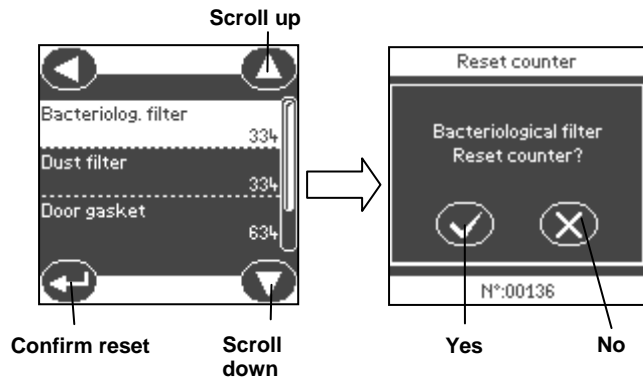 Scroll up
Bacteriolog. filter
334
Dust filter
334
Door gasket
634
Confirm reset
Scroll
down
Reset counter
Bacteriological filter
Reset counter?
N°:00136
Yes
No